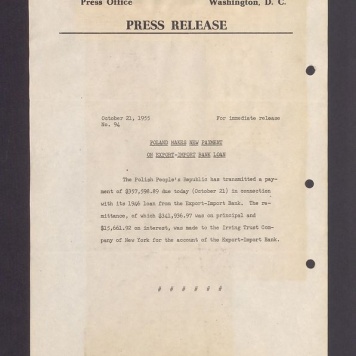 Press Office Washington, D. C.
PRESS RELEASE
October 21, 1955 For immediate release
No. 94
POLAND MAKES NEW PAYMENT
ON EXPORT-IMPORT BANK LOAN
The Polish People's Republic has transmitted a pay-
ment of $357,598.89 due today (October 21) in connection
with its 1946 loan from the Export-Import Bank. The re-
mittance, of which $341,936.97 was on principal and
$15,661.92 on interest, was made to the Irving Trust Com-
pany of New York for the account of the Export-Import Bank.
# # # # # #